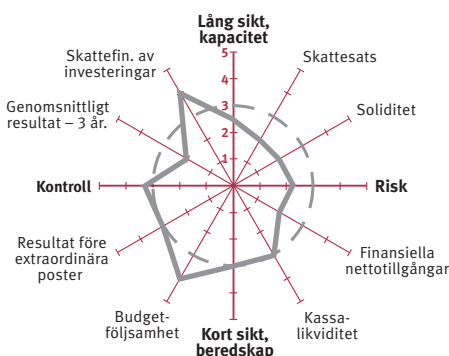 Lång sikt,
kapacitet
Skattefin. av
investeringar
Skattesats
Genomsnittligt
resultat – 3 år.
Soliditet
5
4
3
2
1
Kontroll
Risk
Resultat före
extraordinära
poster
Finansiella
nettotillgångar
Budget-
följsamhet
Kassa-
likviditet
Kort sikt,
beredskap